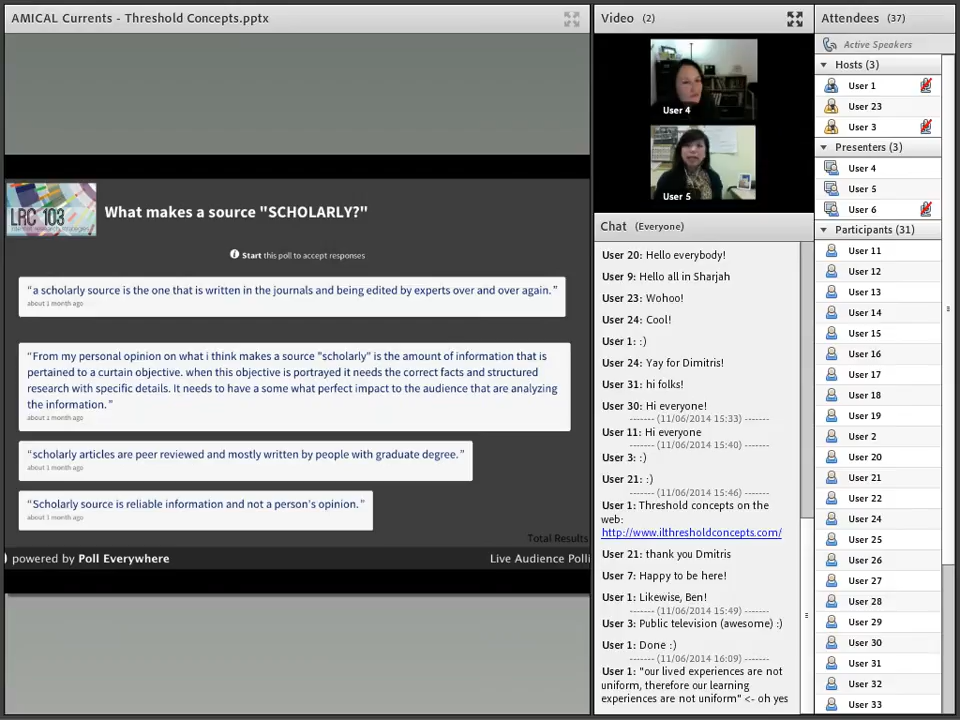 AMICAL Currents - Threshold Concepts.pptx
LRC 103
What makes a source "SCHOLARLY?"
Start this poll to accept responses
“a scholarly source is the one that is written in the journals and being edited by experts over and over again.”
about 1 month ago
“From my personal opinion on what i think makes a source "scholarly" is the amount of information that is
pertained to a curtain objective. when this objective is portrayed it needs the correct facts and structured
research with specific details. It needs to have a some what perfect impact to the audience that are analyzing
the information.”
about 1 month ago
“scholarly articles are peer reviewed and mostly written by people with graduate degree.”
about 1 month ago
“Scholarly source is reliable information and not a person's opinion.”
about 1 month ago
Total Results
powered by Poll Everywhere
Live Audience Polli
Video (2)
User 4
User 5
Chat (Everyone)
User 20: Hello everybody!
User 9: Hello all in Sharjah
User 23: Wohoo!
User 24: Cool!
User 1: :)
User 24: Yay for Dimitris!
User 31: hi folks!
User 30: Hi everyone!
------- (11/06/2014 15:33) -------
User 11: Hi everyone
------- (11/06/2014 15:40) -------
User 3: :)
User 21: :)
------- (11/06/2014 15:46) -------
User 1: Threshold concepts on the
web:
http://www.ilthresholdconcepts.com/
User 21: thank you Dmitris
User 7: Happy to be here!
User 1: Likewise, Ben!
------- (11/06/2014 15:49) -------
User 3: Public television (awesome) :)
User 1: Done :)
------- (11/06/2014 16:09) -------
User 1: "our lived experiences are not
uniform, therefore our learning
experiences are not uniform" <- oh yes
Attendees (37)
Active Speakers
Hosts (3)
User 1
User 23
User 3
Presenters (3)
User 4
User 5
User 6
Participants (31)
User 11
User 12
User 13
User 14
User 15
User 16
User 17
User 18
User 19
User 2
User 20
User 21
User 22
User 24
User 25
User 26
User 27
User 28
User 29
User 30
User 31
User 32
User 33